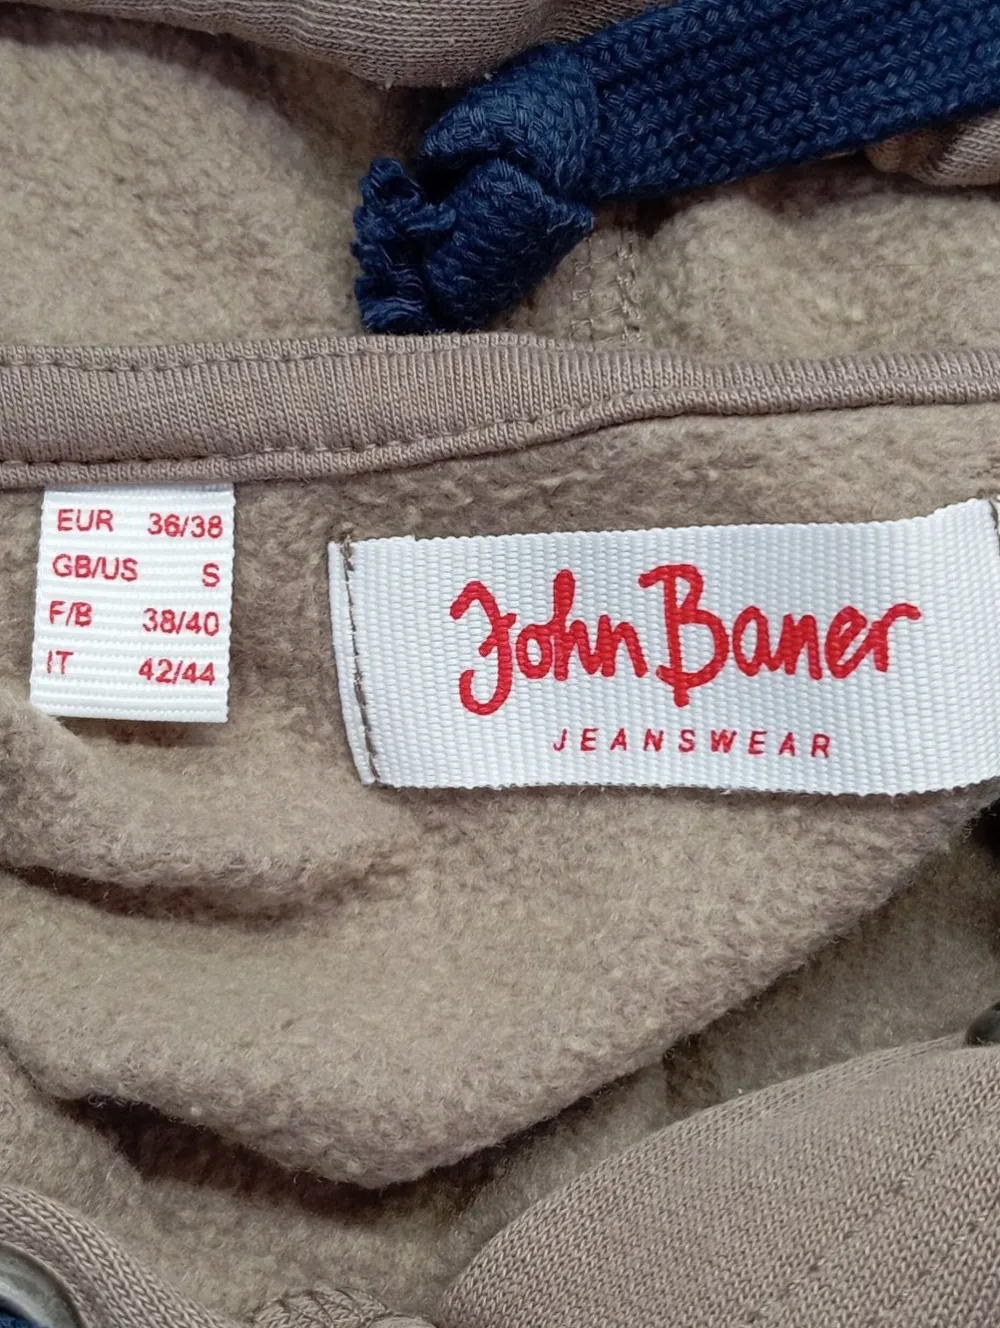 EUR 36/38
GB/US S
F/B 38/40
IT 42/44
John Baner
JEANSWEAR